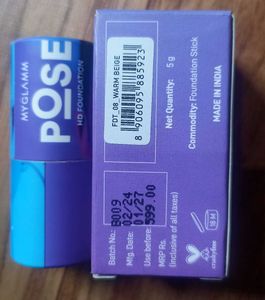 MYGLAMM
POSE
HD FOUNDATION
FDT_08_WARM BEIGE
8 906095 885923
Net Quantity: 5 g
Commodity: Foundation Stick
MADE IN INDIA
Batch No.: B009
Mfg. Date: 02/24
Use before: 01/27
MRP Rs. 599.00
(Inclusive of all taxes)
18 M
crueltyfree